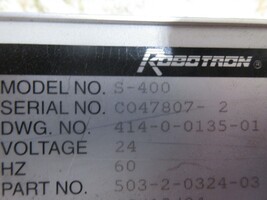 ROBOTRON®
MODEL NO. S-400
SERIAL NO. CO47807- 2
DWG. NO. 414-0-0135-01
VOLTAGE 24
HZ 60
PART NO. 503-2-0324-03